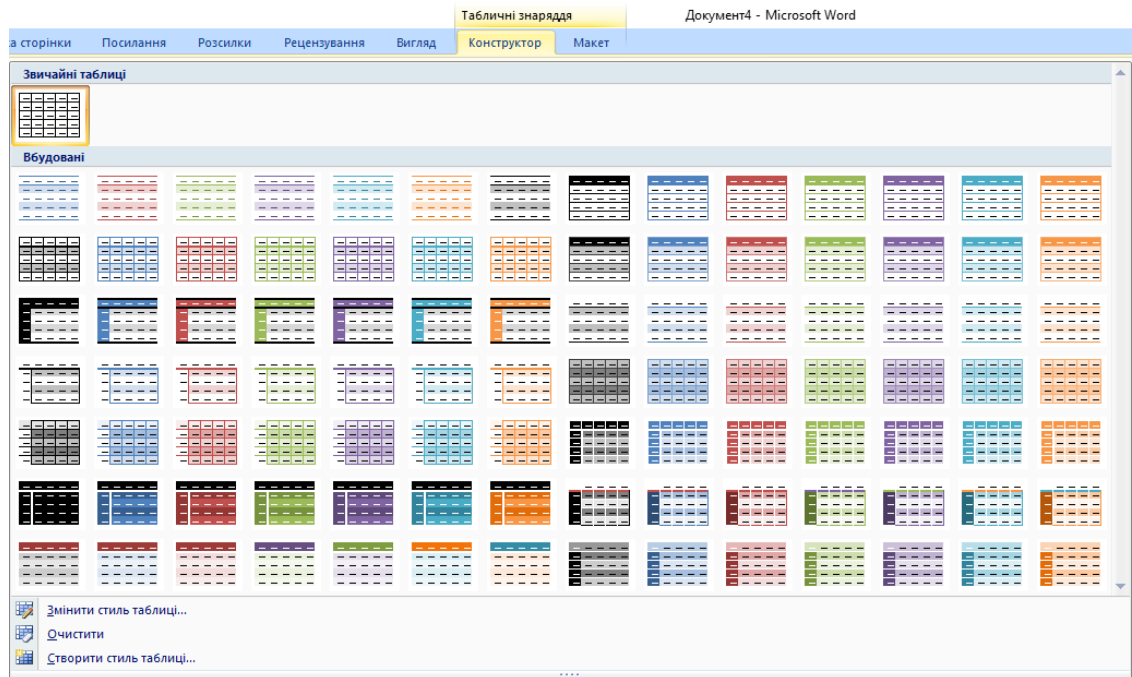 Табличні знаряддя Документ4 - Microsoft Word
а сторінки Посилання Розсилки Рецензування Вигляд Конструктор Макет
Звичайні таблиці
Вбудовані
Змінити стиль таблиці...
Очистити
Створити стиль таблиці...